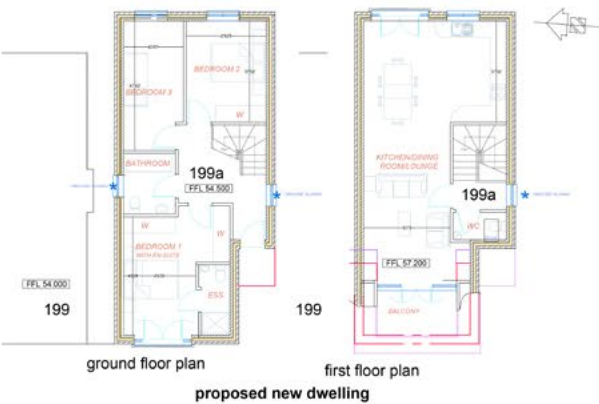 BEDROOM 3
BEDROOM 2
W
BATHROOM
199a
FFL 54.500
W
W
BEDROOM 1
WITH EN-SUITE
ESS
FFL 54.000
199
ground floor plan
KITCHEN/DINING
ROOM/LOUNGE
199a
WC
FFL 57.200
BALCONY
199
first floor plan
proposed new dwelling